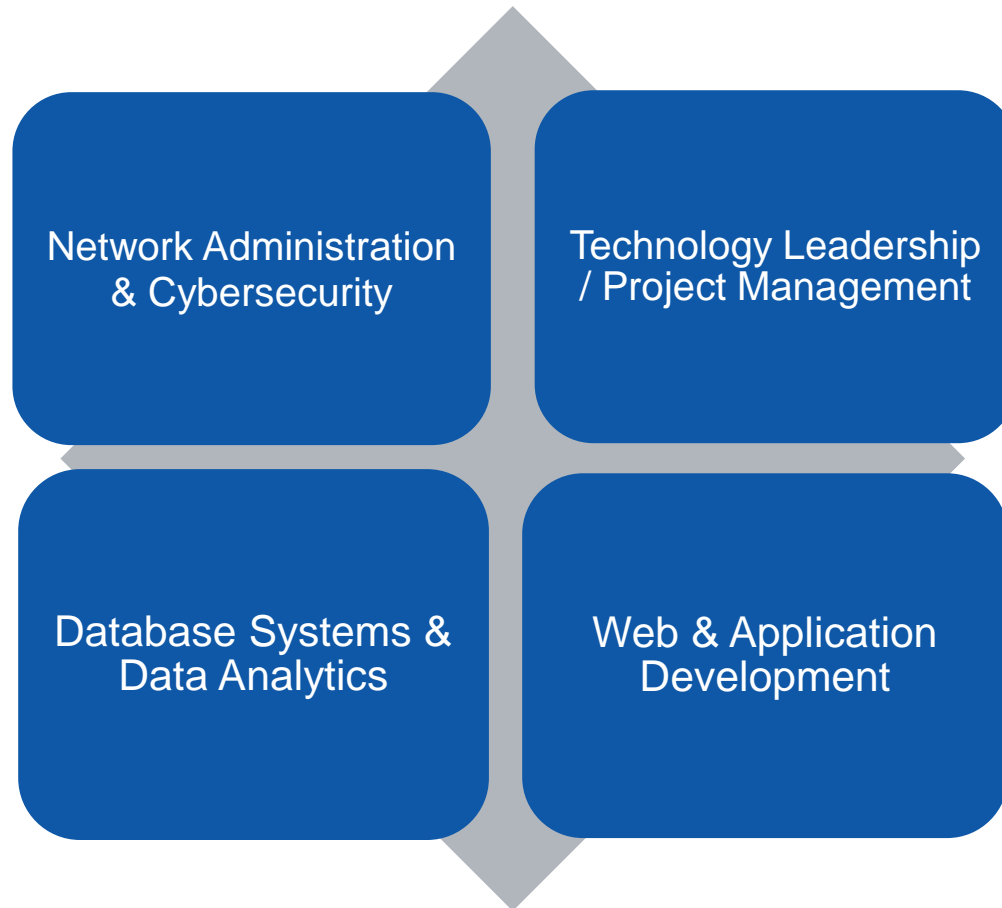 Network Administration
& Cybersecurity
Technology Leadership
/ Project Management
Database Systems &
Data Analytics
Web & Application
Development